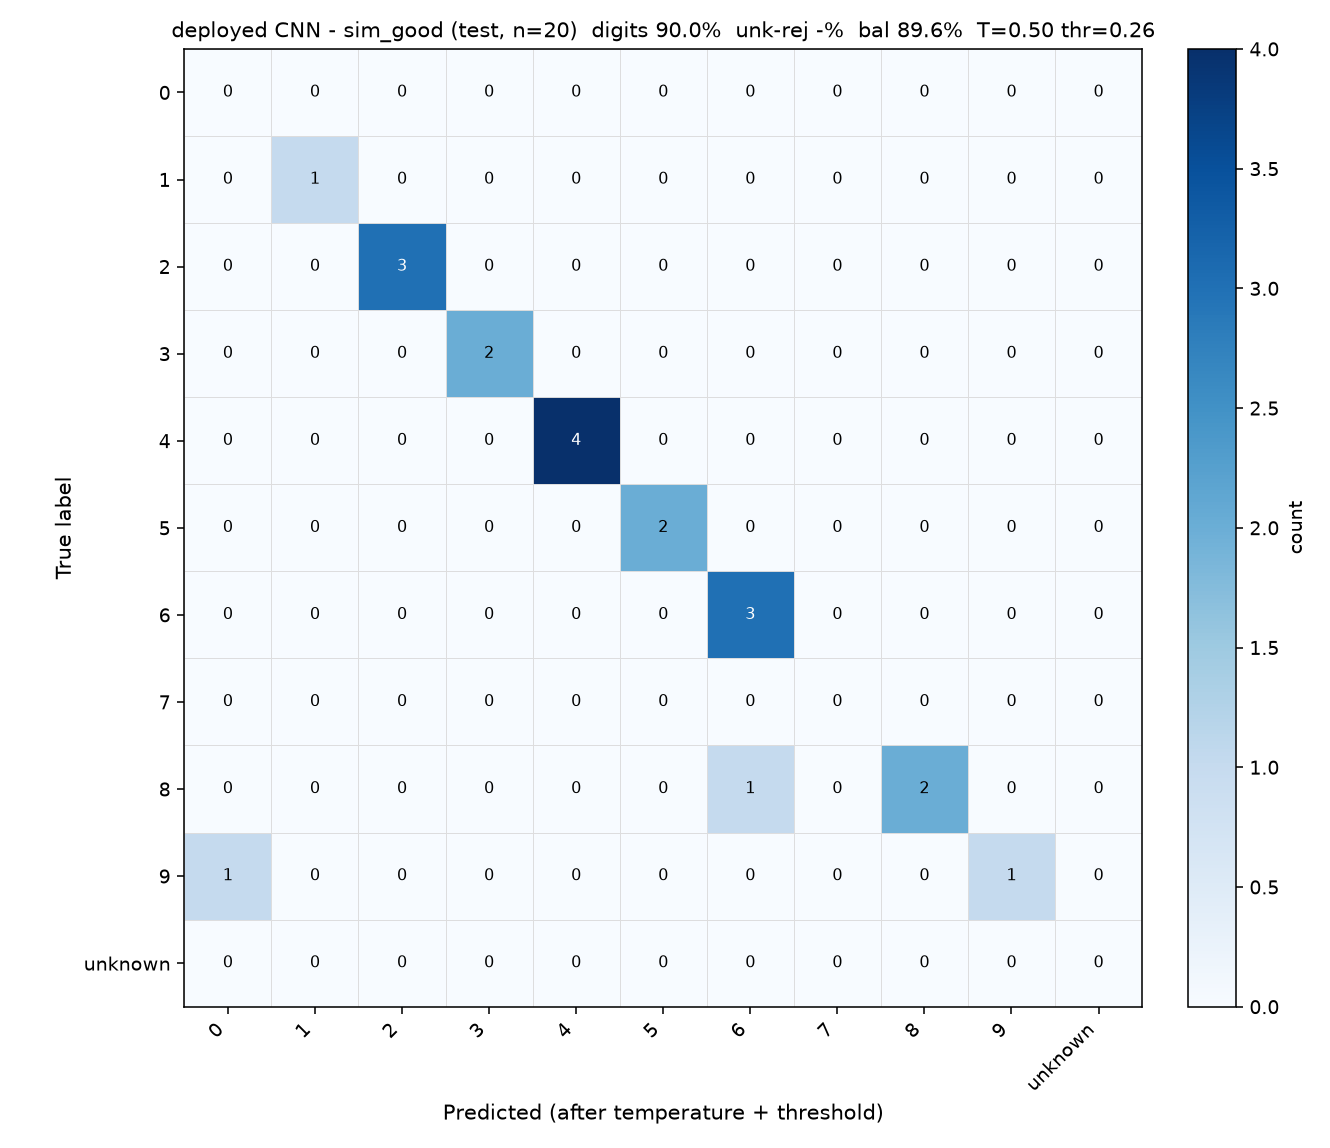 deployed CNN - sim_good (test, n=20)  digits 90.0%  unk-rej -%  bal 89.6%  T=0.50 thr=0.26
0 0 0 0 0 0 0 0 0 0 0 0
1 0 1 0 0 0 0 0 0 0 0 0
2 0 0 3 0 0 0 0 0 0 0 0
3 0 0 0 2 0 0 0 0 0 0 0
4 0 0 0 0 4 0 0 0 0 0 0
5 0 0 0 0 0 2 0 0 0 0 0
6 0 0 0 0 0 0 3 0 0 0 0
7 0 0 0 0 0 0 0 0 0 0 0
8 0 0 0 0 0 0 1 0 2 0 0
9 1 0 0 0 0 0 0 0 0 1 0
unknown 0 0 0 0 0 0 0 0 0 0 0
0 1 2 3 4 5 6 7 8 9 unknown
True label
Predicted (after temperature + threshold)
4.0
3.5
3.0
2.5
2.0
1.5
1.0
0.5
0.0
count